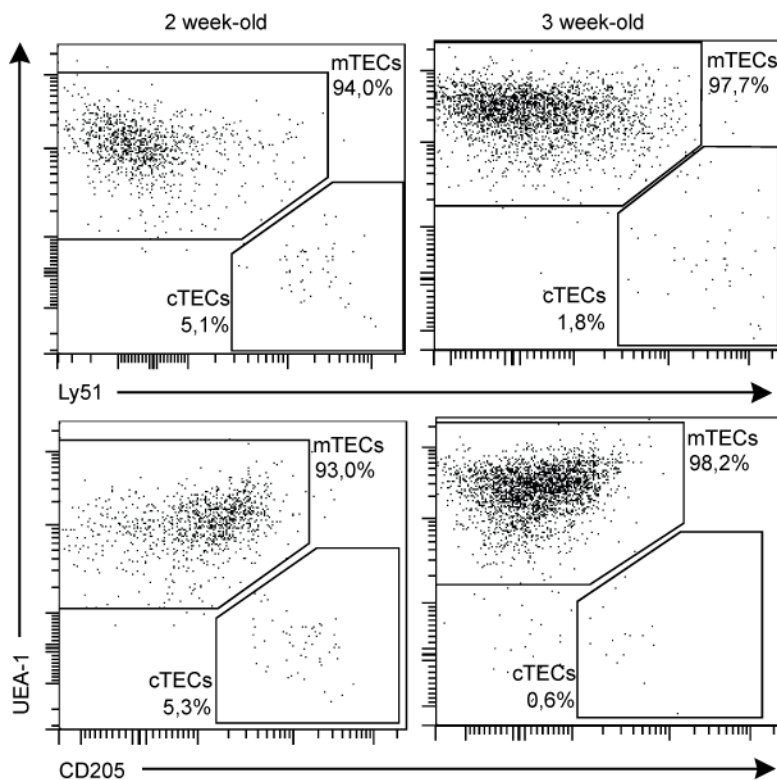 2 week-old
3 week-old
mTECs
94,0%
mTECs
97,7%
cTECs
5,1%
cTECs
1,8%
Ly51
mTECs
93,0%
mTECs
98,2%
cTECs
5,3%
cTECs
0,6%
UEA-1
CD205